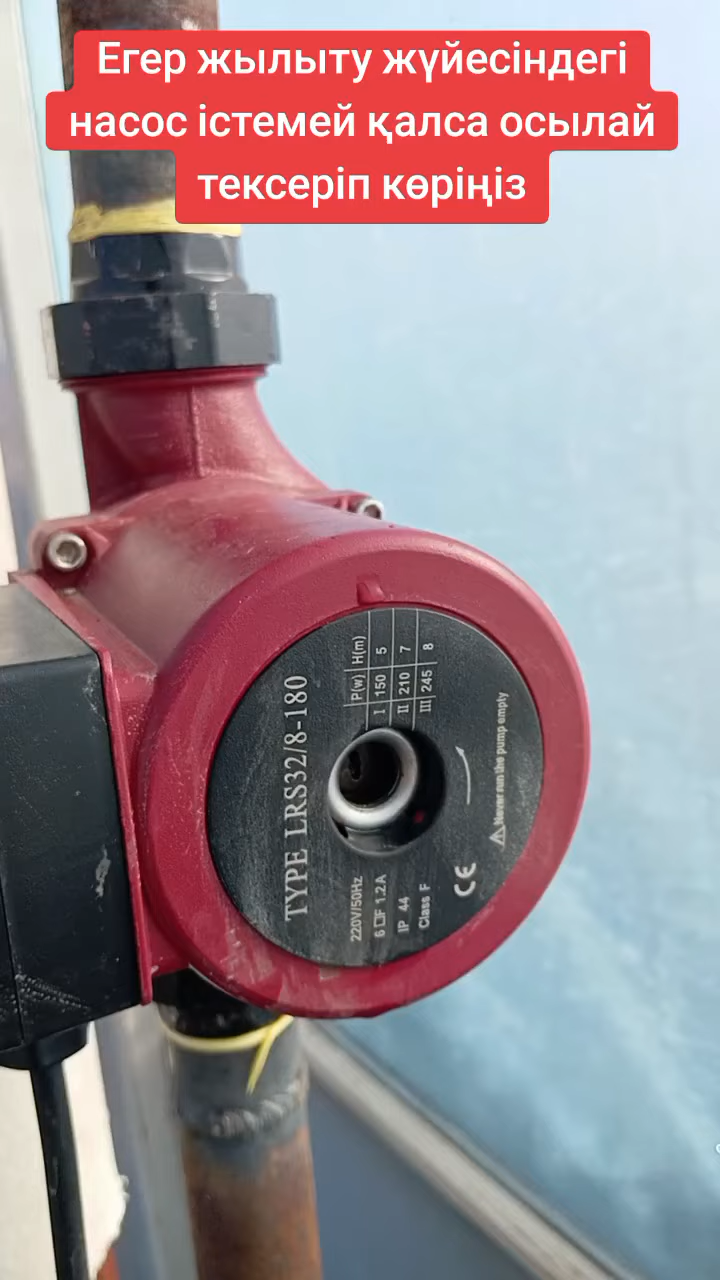 Егер жылыту жүйесіндегі
насос істемей қалса осылай
тексеріп көріңіз
TYPE LRS32/8-180
P(w) H(m)
I 150 5
II 210 7
III 245 8
220V/50Hz
6 □F 1.2A
IP 44
Class F
CE
Never run the pump empty